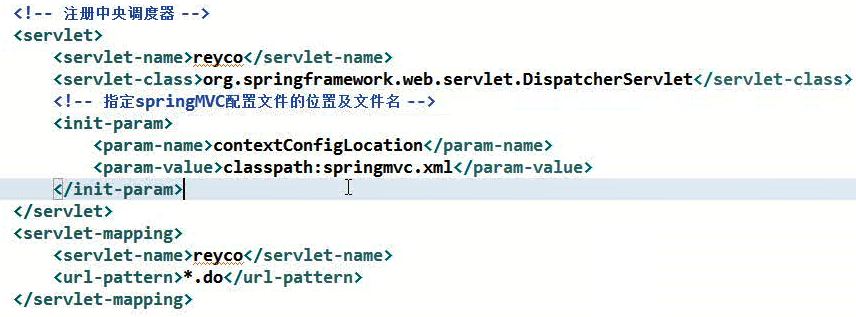 <!-- 注册中央调度器 -->
<servlet>
    <servlet-name>reyco</servlet-name>
    <servlet-class>org.springframework.web.servlet.DispatcherServlet</servlet-class>
    <!-- 指定springMVC配置文件的位置及文件名 -->
    <init-param>
        <param-name>contextConfigLocation</param-name>
        <param-value>classpath:springmvc.xml</param-value>
    </init-param>
</servlet>
<servlet-mapping>
    <servlet-name>reyco</servlet-name>
    <url-pattern>*.do</url-pattern>
</servlet-mapping>